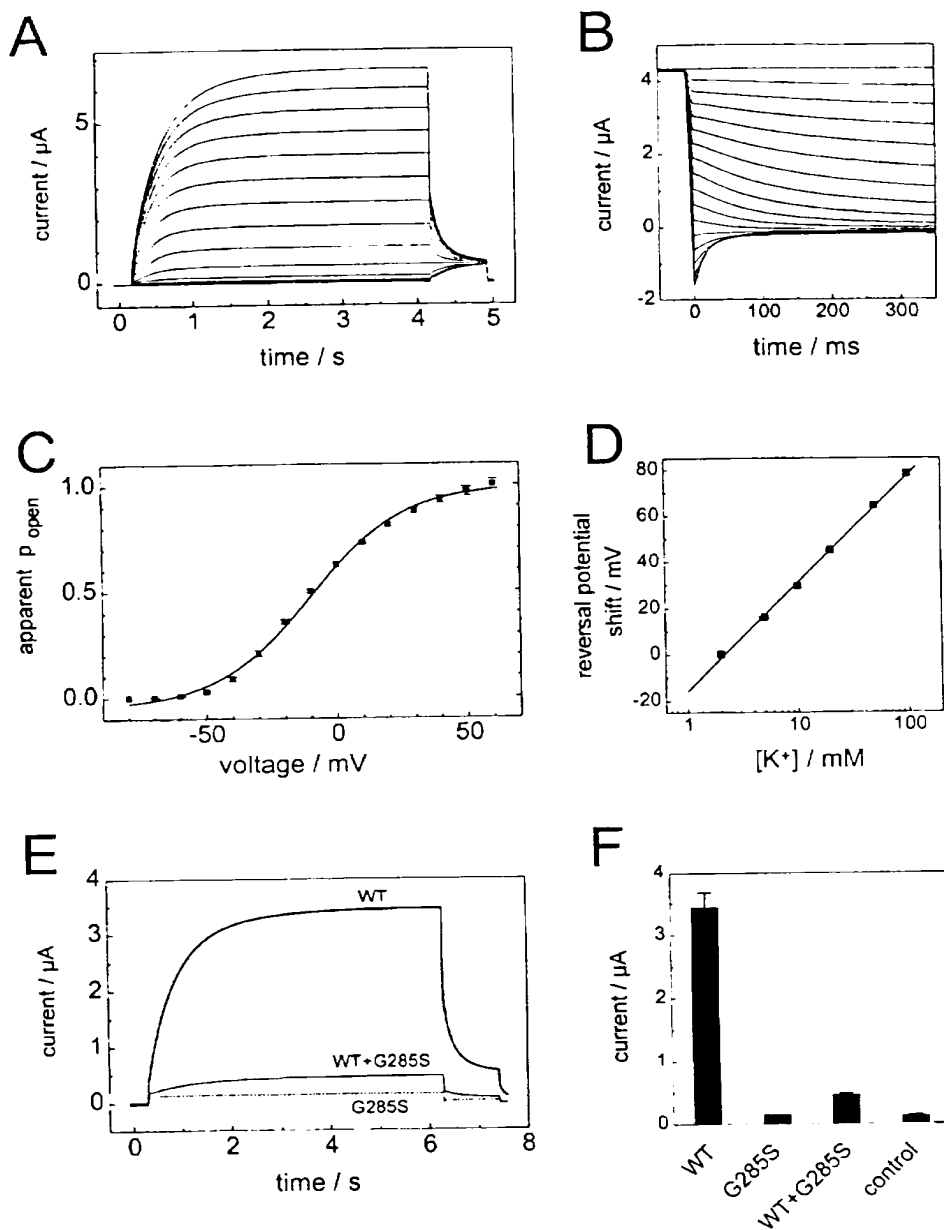 A
current / µA
5
0
0 1 2 3 4 5
time / s
B
current / µA
4
2
0
-2
0 100 200 300
time / ms
C
apparent p open
1.0
0.5
0.0
-50 0 50
voltage / mV
D
reversal potential
shift / mV
80
60
40
20
0
-20
1 10 100
[K+] / mM
E
current / µA
4
3
2
1
0
WT
WT+G285S
G285S
0 2 4 6 8
time / s
F
current / µA
4
3
2
1
0
WT
G285S
WT+G285S
control